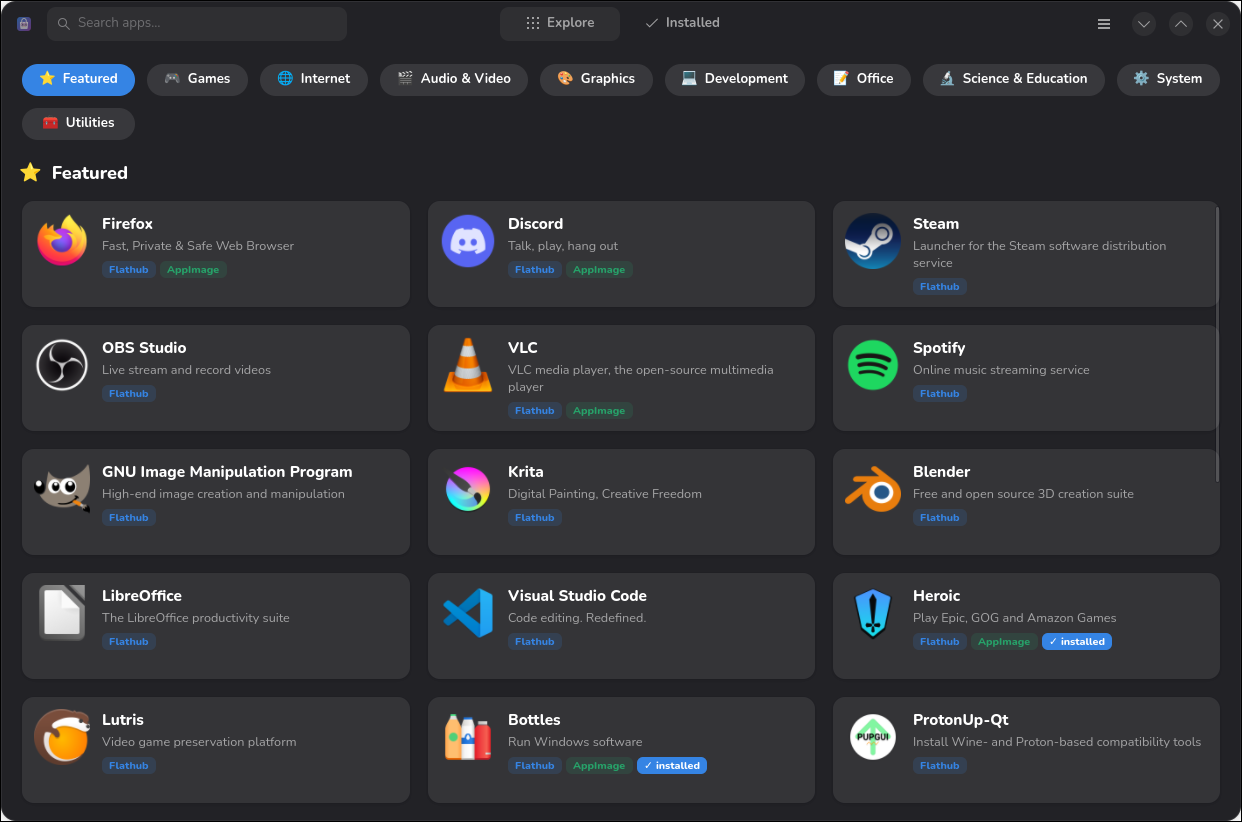 Search apps...
Explore
Installed
Featured
Games
Internet
Audio & Video
Graphics
Development
Office
Science & Education
System
Utilities
Featured
Firefox
Fast, Private & Safe Web Browser
Flathub AppImage
Discord
Talk, play, hang out
Flathub AppImage
Steam
Launcher for the Steam software distribution
service
Flathub
OBS Studio
Live stream and record videos
Flathub
VLC
VLC media player, the open-source multimedia
player
Flathub AppImage
Spotify
Online music streaming service
Flathub
GNU Image Manipulation Program
High-end image creation and manipulation
Flathub
Krita
Digital Painting, Creative Freedom
Flathub
Blender
Free and open source 3D creation suite
Flathub
LibreOffice
The LibreOffice productivity suite
Flathub
Visual Studio Code
Code editing. Redefined.
Flathub
Heroic
Play Epic, GOG and Amazon Games
Flathub AppImage ✓ installed
Lutris
Video game preservation platform
Flathub
Bottles
Run Windows software
Flathub AppImage ✓ installed
PUPGUI
ProtonUp-Qt
Install Wine- and Proton-based compatibility tools
Flathub